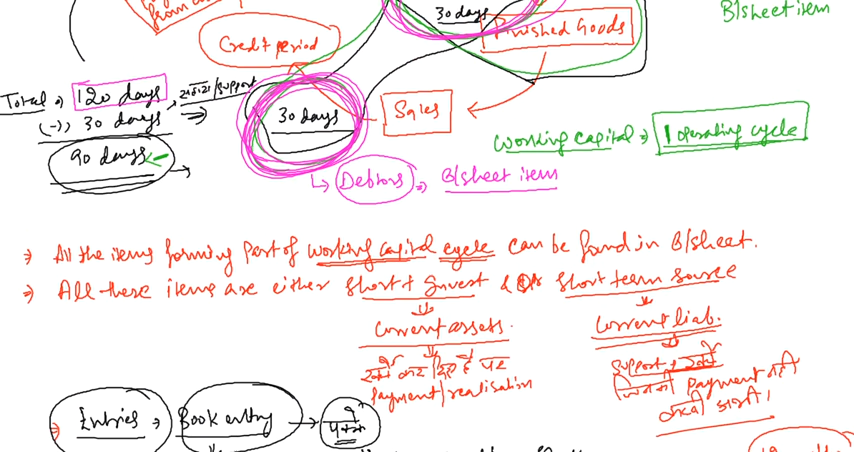 from
30 days
B/sheet item
Credit period
Finished Goods
Total → 120 days
(-) 30 days
90 days
30 days
Sales
Working capital ⇒ 1 operating cycle
↳ Debtors ⇒ B/sheet item
⇒ All the items forming part of working capital cycle can be found in B/sheet.
⇒ All these items are either short t Invest & or short term source
Current assets.
Current liab.
payment/realisation
support
payment नही
⇒ Entries → Book entry →